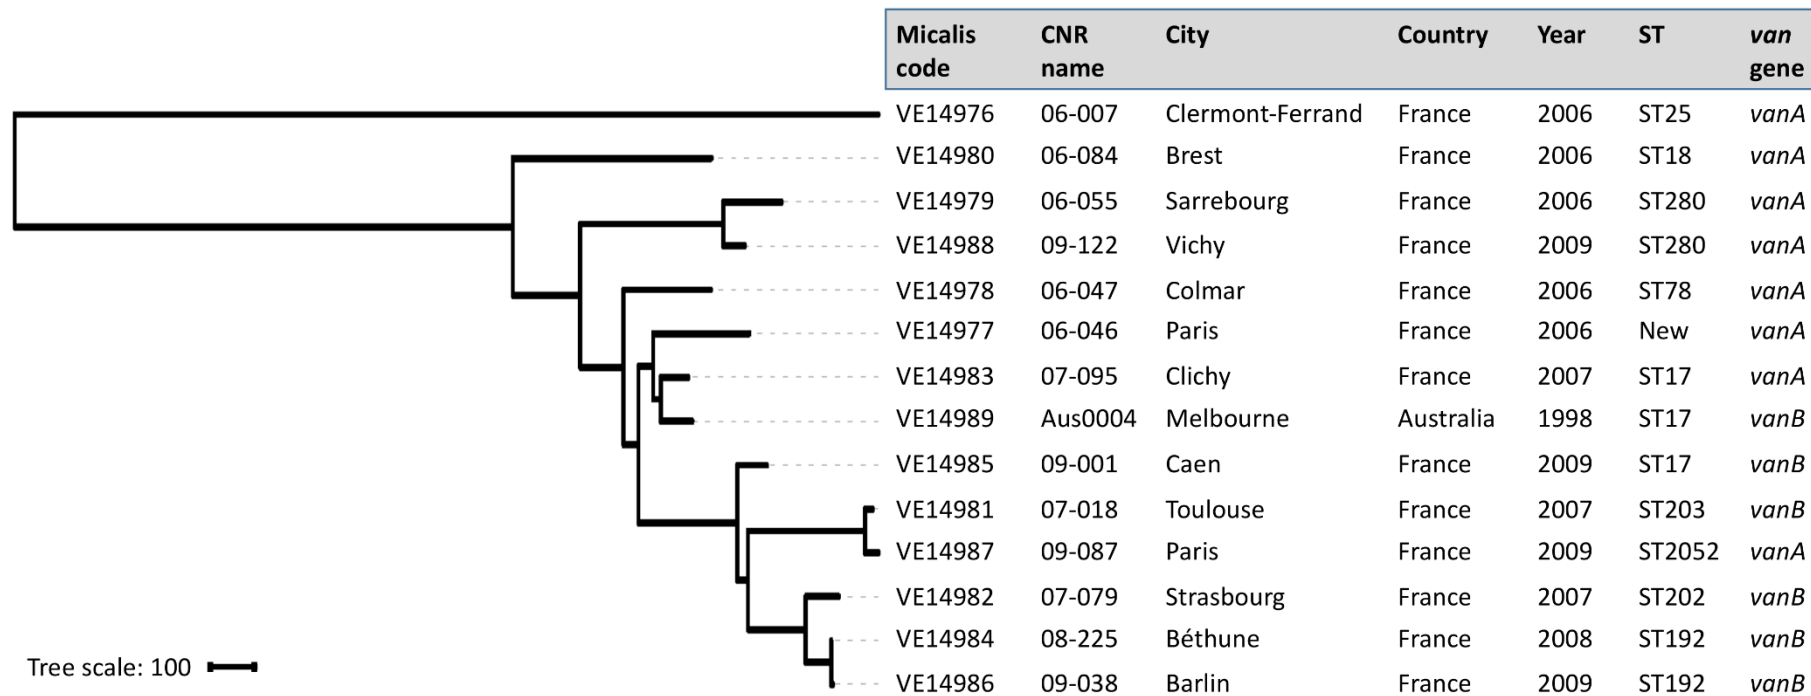 Micalis code CNR name City Country Year ST van gene
VE14976 06-007 Clermont-Ferrand France 2006 ST25 vanA
VE14980 06-084 Brest France 2006 ST18 vanA
VE14979 06-055 Sarrebourg France 2006 ST280 vanA
VE14988 09-122 Vichy France 2009 ST280 vanA
VE14978 06-047 Colmar France 2006 ST78 vanA
VE14977 06-046 Paris France 2006 New vanA
VE14983 07-095 Clichy France 2007 ST17 vanA
VE14989 Aus0004 Melbourne Australia 1998 ST17 vanB
VE14985 09-001 Caen France 2009 ST17 vanB
VE14981 07-018 Toulouse France 2007 ST203 vanB
VE14987 09-087 Paris France 2009 ST2052 vanA
VE14982 07-079 Strasbourg France 2007 ST202 vanB
VE14984 08-225 Béthune France 2008 ST192 vanB
VE14986 09-038 Barlin France 2009 ST192 vanB
Tree scale: 100